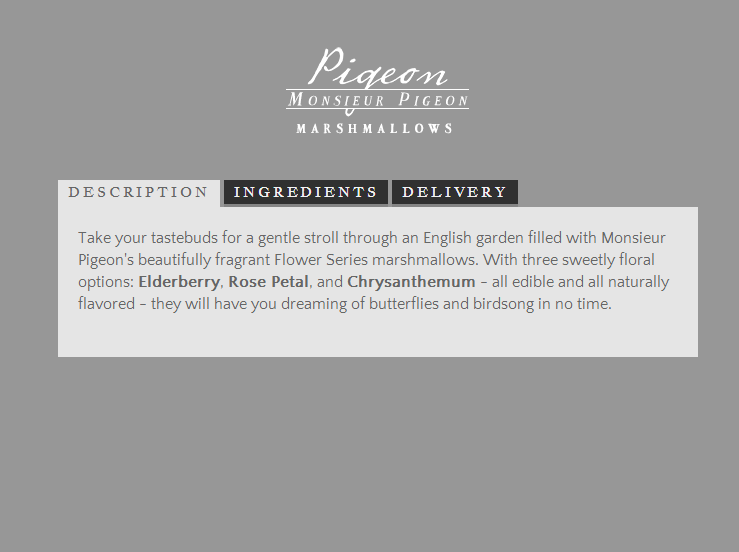 Pigeon
MONSIEUR PIGEON
MARSHMALLOWS
DESCRIPTION INGREDIENTS DELIVERY
Take your tastebuds for a gentle stroll through an English garden filled with Monsieur
Pigeon's beautifully fragrant Flower Series marshmallows. With three sweetly floral
options: Elderberry, Rose Petal, and Chrysanthemum - all edible and all naturally
flavored - they will have you dreaming of butterflies and birdsong in no time.